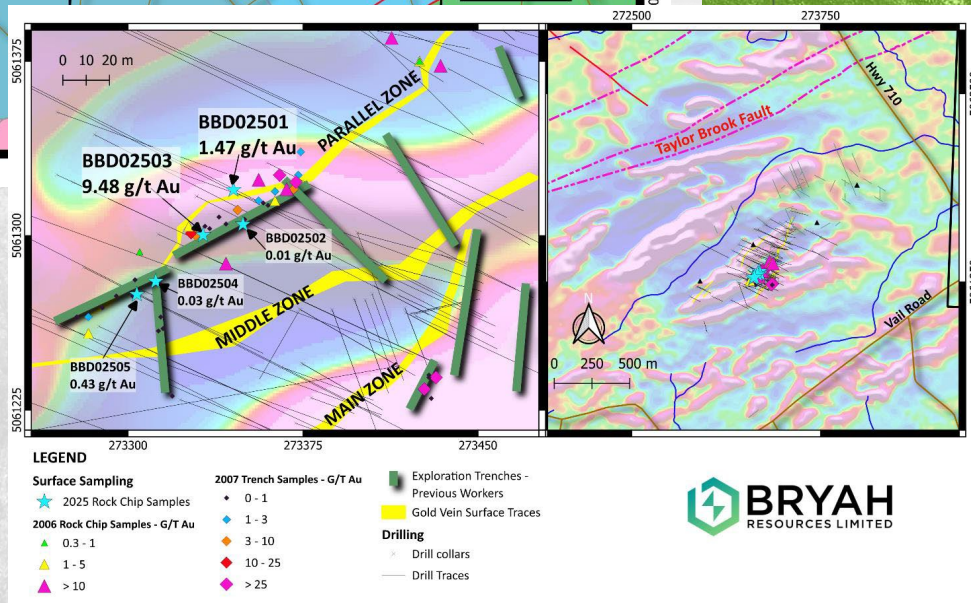 272500
273750
5061375
0 10 20 m
PARALLEL ZONE
BBD02501
1.47 g/t Au
BBD02503
9.48 g/t Au
5061300
BBD02502
0.01 g/t Au
BBD02504
0.03 g/t Au
MIDDLE ZONE
BBD02505
0.43 g/t Au
MAIN ZONE
5061225
273300
273375
273450
Hwy 710
Taylor Brook Fault
N
Vail Road
0 250 500 m
LEGEND
Surface Sampling
2025 Rock Chip Samples
2006 Rock Chip Samples - G/T Au
0.3 - 1
1 - 5
> 10
2007 Trench Samples - G/T Au
0 - 1
1 - 3
3 - 10
10 - 25
> 25
Exploration Trenches -
Previous Workers
Gold Vein Surface Traces
Drilling
Drill collars
Drill Traces
BRYAH
RESOURCES LIMITED